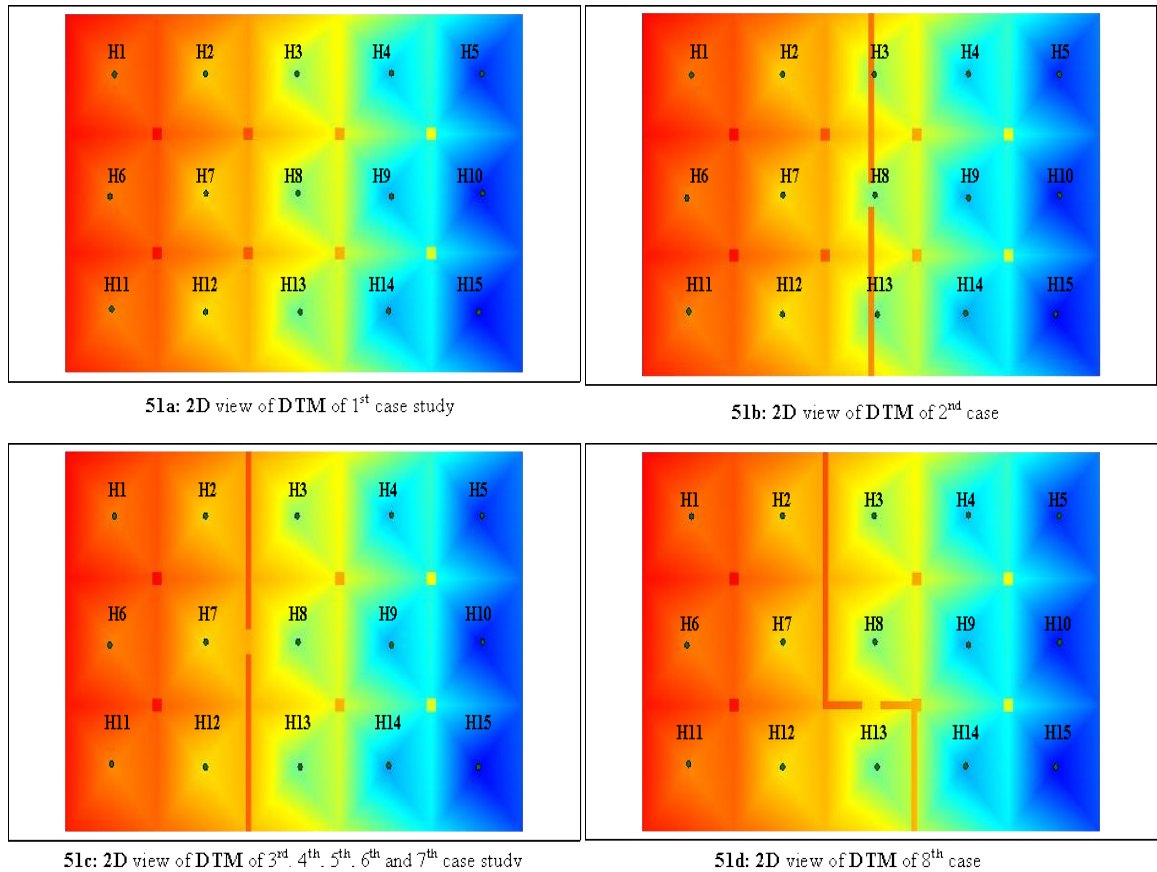 H1 H2 H3 H4 H5
H6 H7 H8 H9 H10
H11 H12 H13 H14 H15
51a: 2D view of DTM of 1st case study
H1 H2 H3 H4 H5
H6 H7 H8 H9 H10
H11 H12 H13 H14 H15
51b: 2D view of DTM of 2nd case
H1 H2 H3 H4 H5
H6 H7 H8 H9 H10
H11 H12 H13 H14 H15
51c: 2D view of DTM of 3rd, 4th, 5th, 6th and 7th case study
H1 H2 H3 H4 H5
H6 H7 H8 H9 H10
H11 H12 H13 H14 H15
51d: 2D view of DTM of 8th case